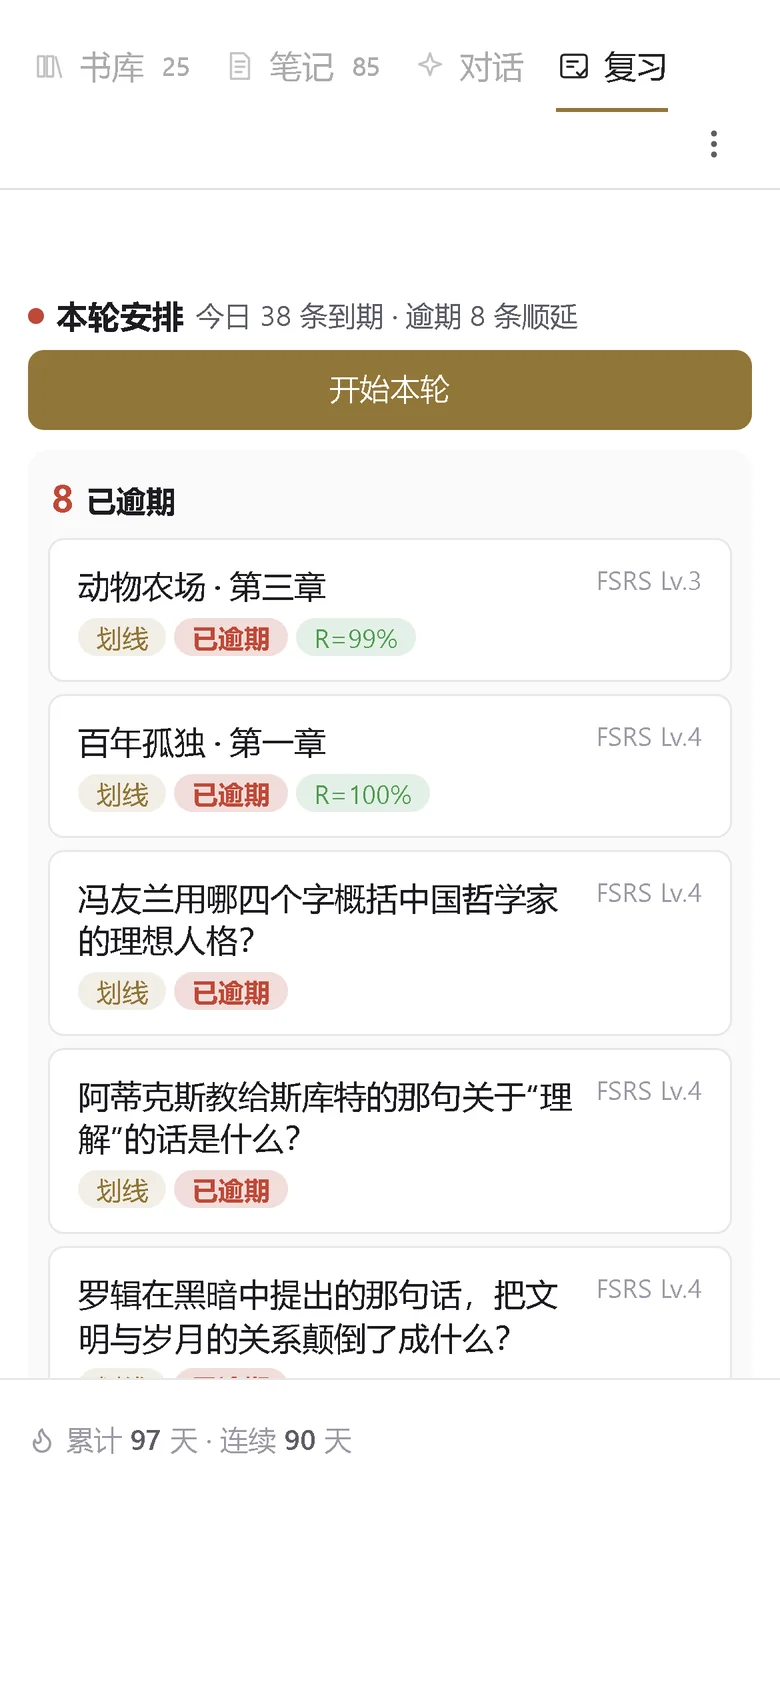 书库 25 笔记 85 对话 复习
本轮安排 今日 38 条到期 · 逾期 8 条顺延
开始本轮
8 已逾期
动物农场 · 第三章 FSRS Lv.3
划线 已逾期 R=99%
百年孤独 · 第一章 FSRS Lv.4
划线 已逾期 R=100%
冯友兰用哪四个字概括中国哲学家 FSRS Lv.4
的理想人格？
划线 已逾期
阿蒂克斯教给斯库特的那句关于“理 FSRS Lv.4
解”的话是什么？
划线 已逾期
罗辑在黑暗中提出的那句话，把文 FSRS Lv.4
明与岁月的关系颠倒了成什么？
累计 97 天 · 连续 90 天